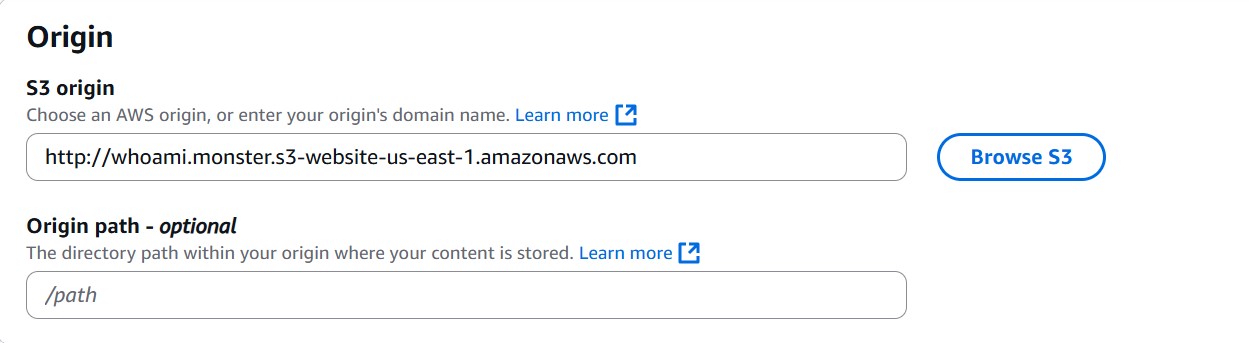 Origin
S3 origin
Choose an AWS origin, or enter your origin's domain name. Learn more
http://whoami.monster.s3-website-us-east-1.amazonaws.com
Browse S3
Origin path - optional
The directory path within your origin where your content is stored. Learn more
/path